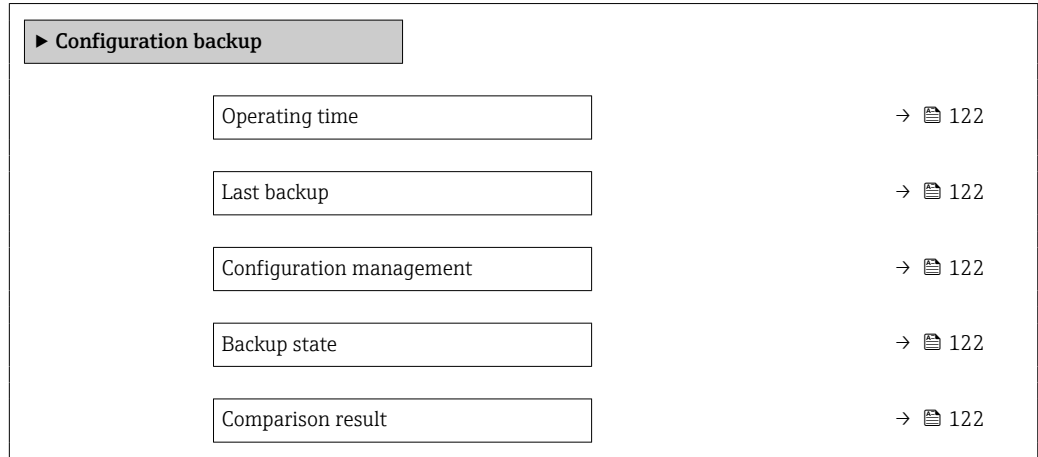 ► Configuration backup
Operating time → 122
Last backup → 122
Configuration management → 122
Backup state → 122
Comparison result → 122